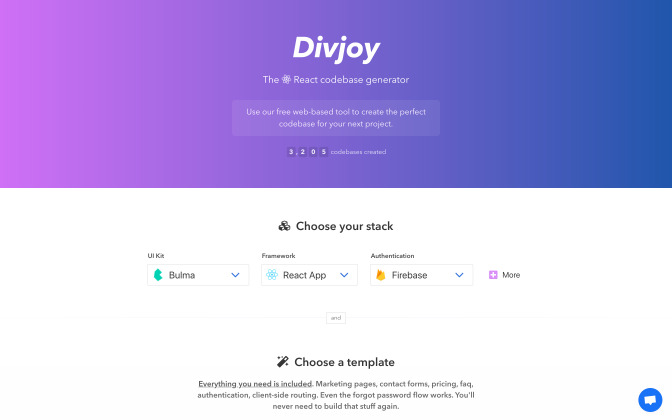 Divjoy
The React codebase generator
Use our free web-based tool to create the perfect
codebase for your next project.
3,205 codebases created
Choose your stack
UI Kit Framework Authentication
Bulma React App Firebase More
and
Choose a template
Everything you need is included. Marketing pages, contact forms, pricing, faq,
authentication, client-side routing. Even the forgot password flow works. You'll
never need to build that stuff again.